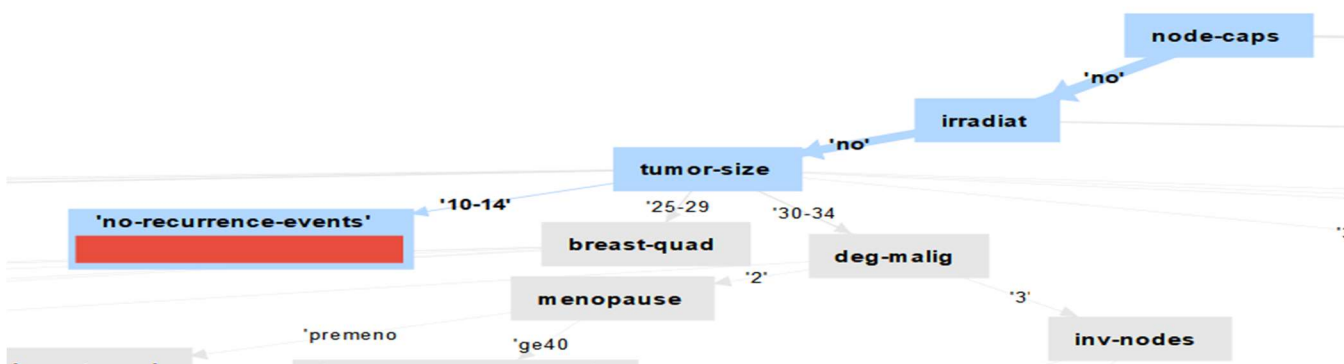 node-caps
'no'
irradiat
'no'
tumor-size
'10-14'
'25-29
'30-34
'no-recurrence-events'
breast-quad
deg-malig
'2'
menopause
'3'
'premeno
'ge40
inv-nodes